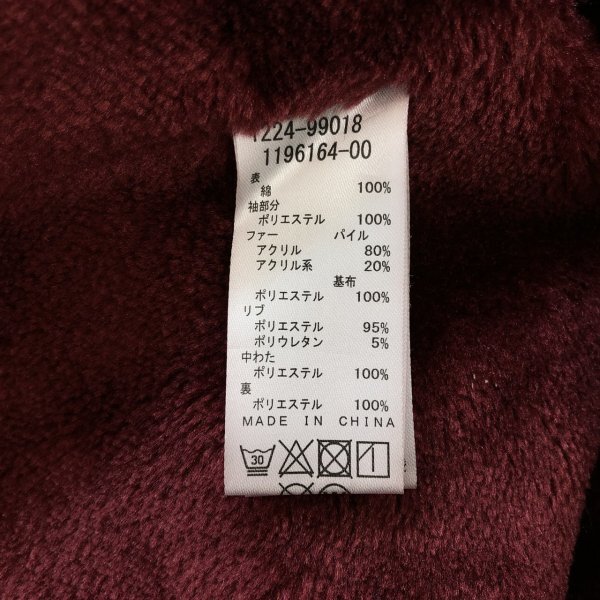 1224-99018
1196164-00
表
綿 100%
袖部分
ポリエステル 100%
ファー パイル
アクリル 80%
アクリル系 20%
基布
ポリエステル 100%
リブ
ポリエステル 95%
ポリウレタン 5%
中わた
ポリエステル 100%
裏
ポリエステル 100%
MADE IN CHINA
30